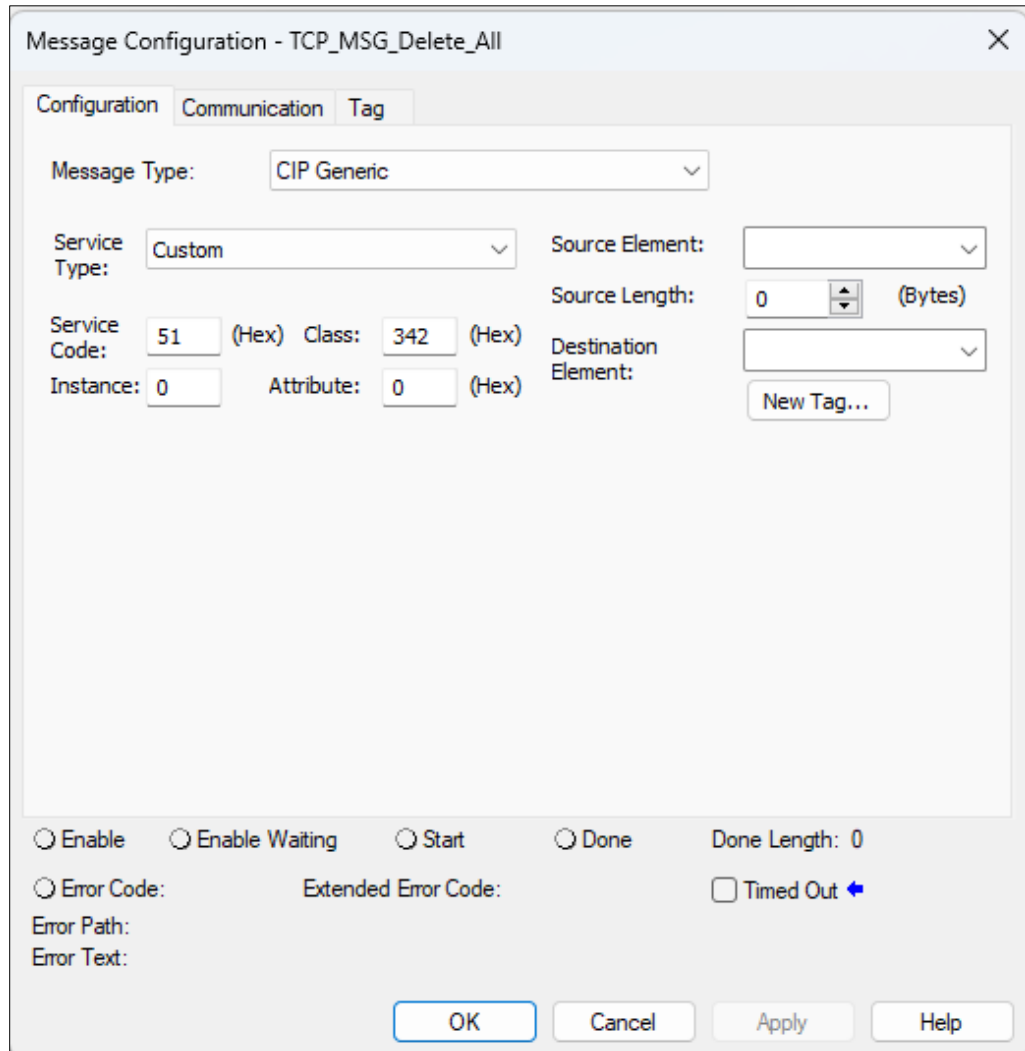 Message Configuration - TCP_MSG_Delete_All
Configuration Communication Tag
Message Type: CIP Generic
Service Type: Custom
Service Code: 51 (Hex) Class: 342 (Hex)
Instance: 0 Attribute: 0 (Hex)
Source Element:
Source Length: 0 (Bytes)
Destination Element:
New Tag...
Enable Enable Waiting Start Done Done Length: 0
Error Code: Extended Error Code: Timed Out
Error Path:
Error Text:
OK Cancel Apply Help